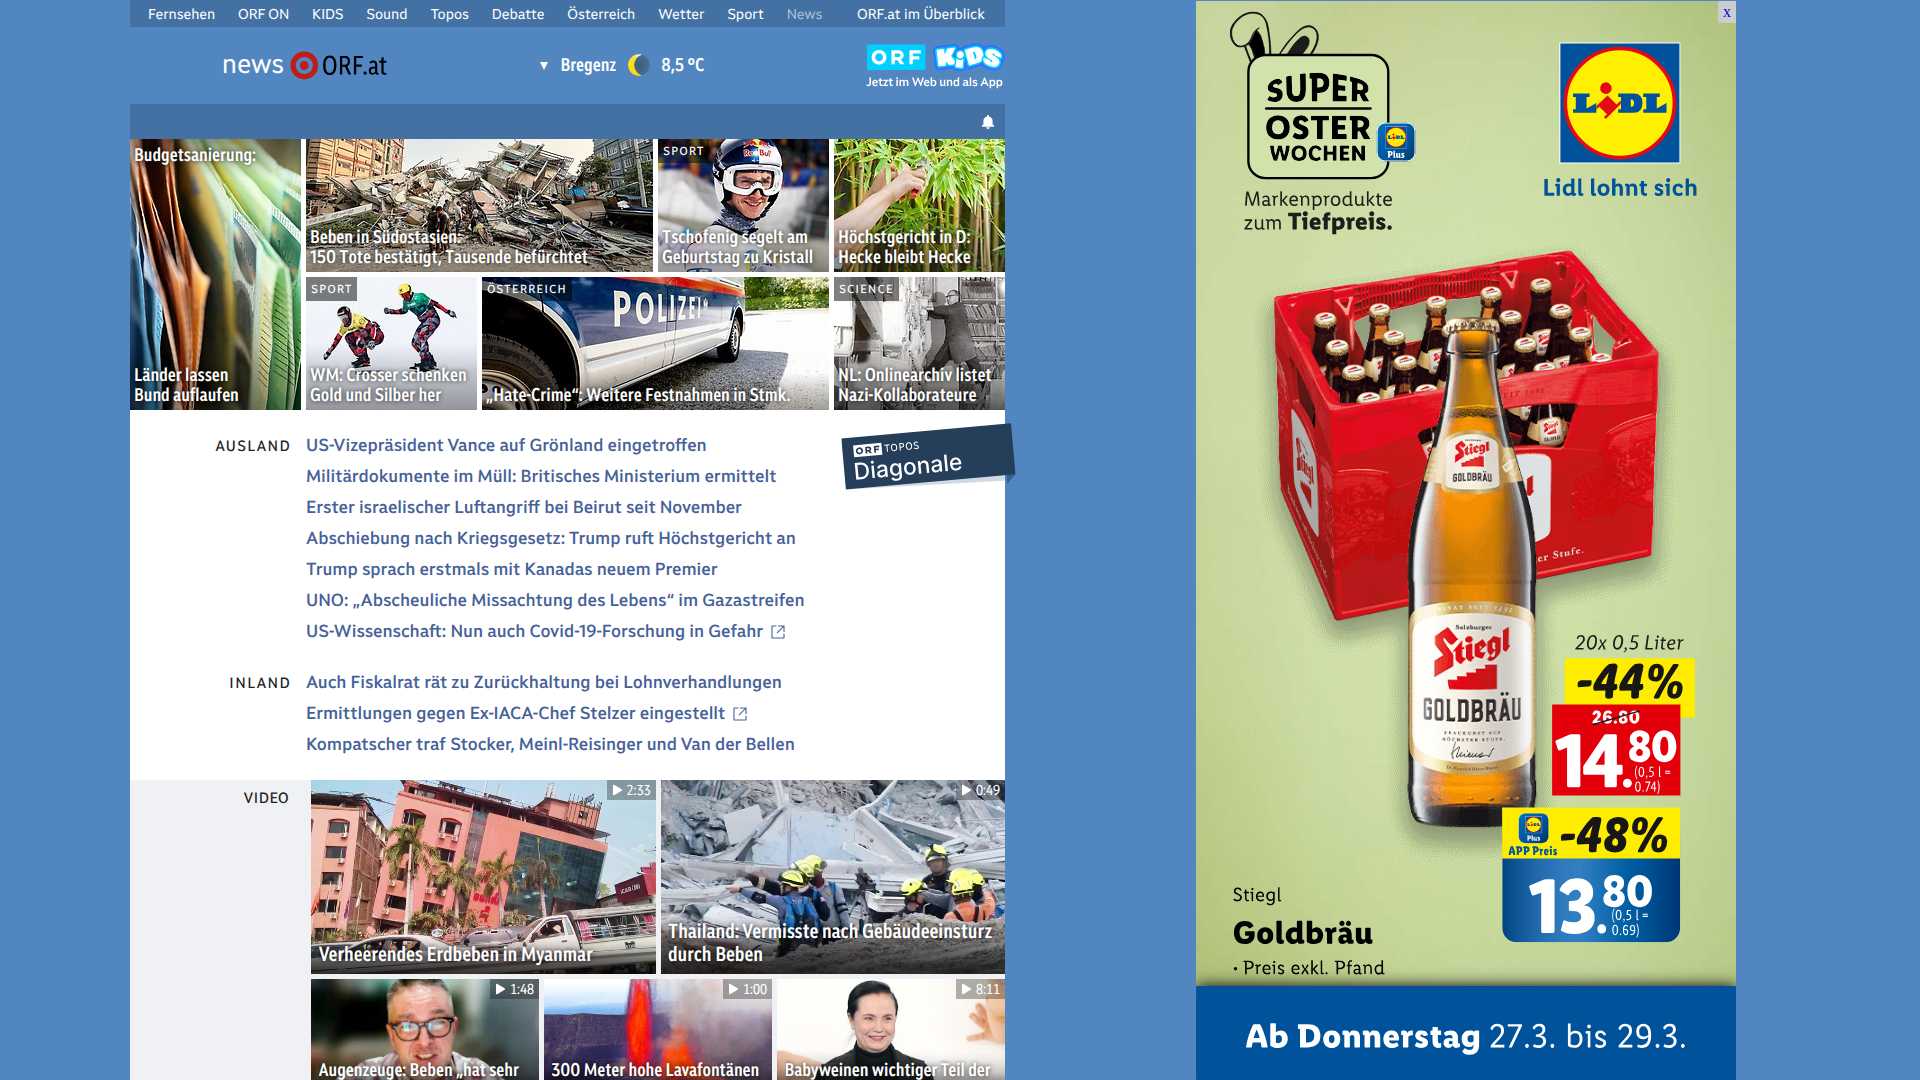 Fernsehen ORF ON KIDS Sound Topos Debatte Österreich Wetter Sport News ORF.at im Überblick
news ORF.at
▼ Bregenz 8,5 °C
ORF KIDS
Jetzt im Web und als App
Budgetsanierung:
Länder lassen
Bund auflaufen
Beben in Südostasien:
150 Tote bestätigt, Tausende befürchtet
SPORT
Red Bull
Tschofenig segelt am
Geburtstag zu Kristall
Höchstgericht in D:
Hecke bleibt Hecke
SPORT
WM: Crosser schenken
Gold und Silber her
ÖSTERREICH
POLIZEI
„Hate-Crime“: Weitere Festnahmen in Stmk.
SCIENCE
NL: Onlinearchiv listet
Nazi-Kollaborateure
AUSLAND
US-Vizepräsident Vance auf Grönland eingetroffen
Militärdokumente im Müll: Britisches Ministerium ermittelt
Erster israelischer Luftangriff bei Beirut seit November
Abschiebung nach Kriegsgesetz: Trump ruft Höchstgericht an
Trump sprach erstmals mit Kanadas neuem Premier
UNO: „Abscheuliche Missachtung des Lebens“ im Gazastreifen
US-Wissenschaft: Nun auch Covid-19-Forschung in Gefahr
ORF TOPOS
Diagonale
INLAND
Auch Fiskalrat rät zu Zurückhaltung bei Lohnverhandlungen
Ermittlungen gegen Ex-IACA-Chef Stelzer eingestellt
Kompatscher traf Stocker, Meinl-Reisinger und Van der Bellen
VIDEO
2:33
Verheerendes Erdbeben in Myanmar
0:49
Thailand: Vermisste nach Gebäudeeinsturz
durch Beben
1:48
Augenzeuge: Beben „hat sehr
1:00
300 Meter hohe Lavafontänen
8:11
Babyweinen wichtiger Teil der
x
SUPER
OSTER
WOCHEN
LIDL
Plus
Markenprodukte
zum Tiefpreis.
LIDL
Lidl lohnt sich
er Stufe.
Stiegl
GOLDBRÄU
Salzburger
Stiegl
GOLDBRÄU
BRAUKUNST AUF
HÖCHSTER STUFE.
20x 0,5 Liter
-44%
26.80
14.80
(0,5 l =
0.74)
LIDL
Plus
APP Preis
-48%
13.80
(0,5 l =
0.69)
Stiegl
Goldbräu
• Preis exkl. Pfand
Ab Donnerstag 27.3. bis 29.3.